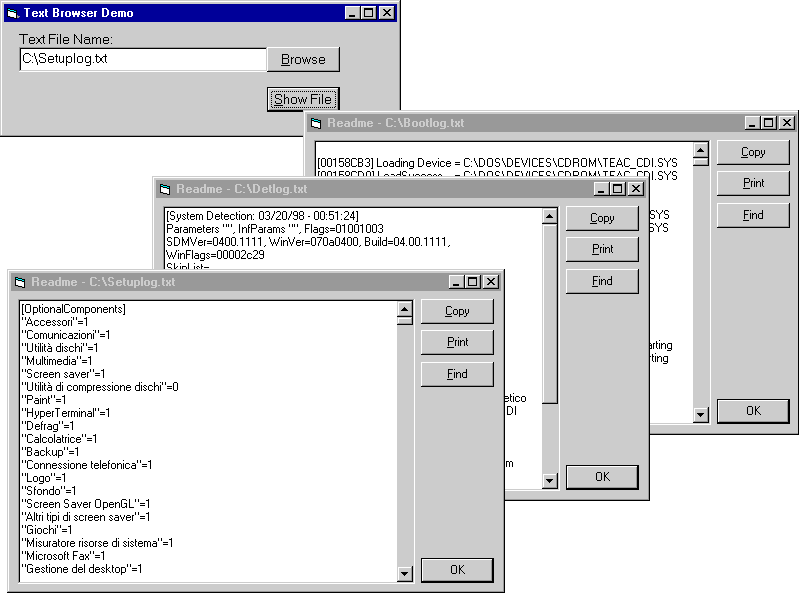 Text Browser Demo
Text File Name:
C:\Setuplog.txt
Browse
Show File
Readme - C:\Bootlog.txt
[00158CB3] Loading Device = C:\DOS\DEVICES\CDROM\TEAC_CDI.SYS
[00158CD0] LoadSuccess = C:\DOS\DEVICES\CDROM\TEAC_CDI.SYS
SYS
SYS
arting
rting
Copy
Print
Find
OK
Readme - C:\Detlog.txt
[System Detection: 03/20/98 - 00:51:24]
Parameters "", InfParams "", Flags=01001003
SDMVer=0400.1111, WinVer=070a0400, Build=04.00.1111,
WinFlags=00002c29
SkipList=
etico
DI
m
Copy
Print
Find
OK
Readme - C:\Setuplog.txt
[OptionalComponents]
"Accessori"=1
"Comunicazioni"=1
"Utilità dischi"=1
"Multimedia"=1
"Screen saver"=1
"Utilità di compressione dischi"=0
"Paint"=1
"HyperTerminal"=1
"Defrag"=1
"Calcolatrice"=1
"Backup"=1
"Connessione telefonica"=1
"Logo"=1
"Sfondo"=1
"Screen Saver OpenGL"=1
"Altri tipi di screen saver"=1
"Giochi"=1
"Misuratore risorse di sistema"=1
"Microsoft Fax"=1
"Gestione del desktop"=1
Copy
Print
Find
OK